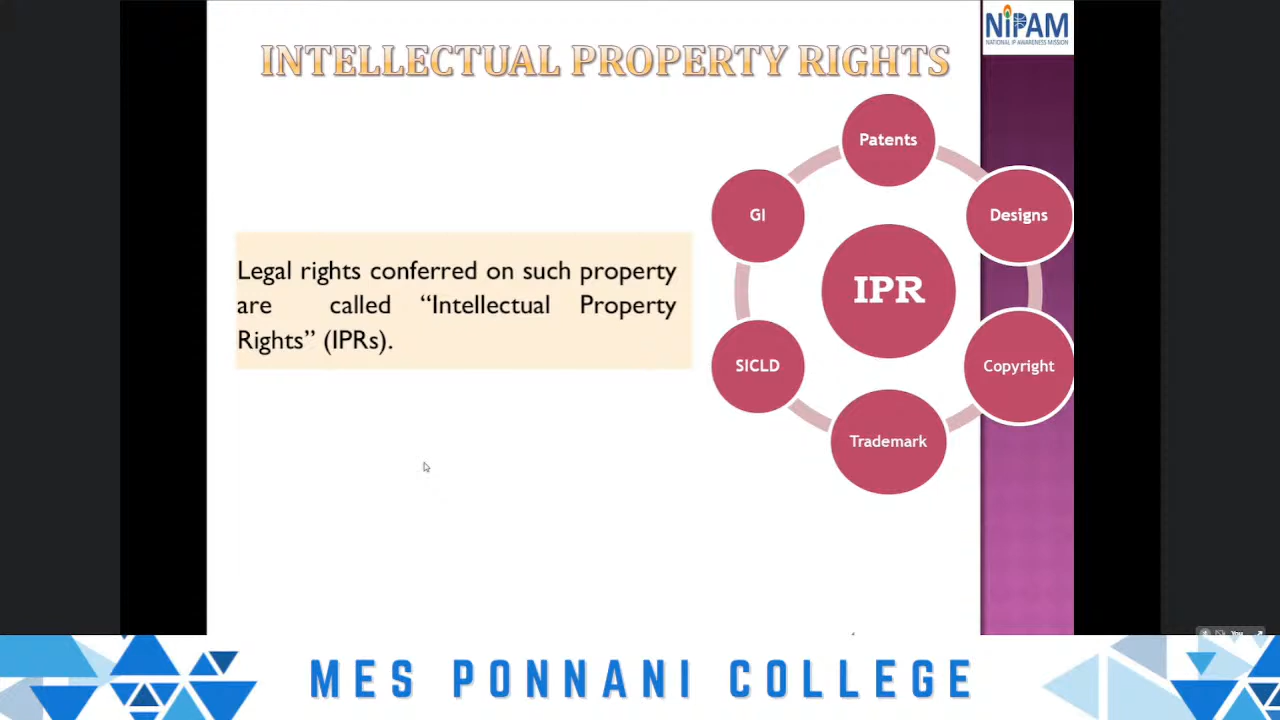 INTELLECTUAL PROPERTY RIGHTS
NiPAM
NATIONAL IP AWARENESS MISSION
Legal rights conferred on such property
are called “Intellectual Property
Rights” (IPRs).
Patents
Designs
Copyright
Trademark
SICLD
GI
IPR
You
MES PONNANI COLLEGE